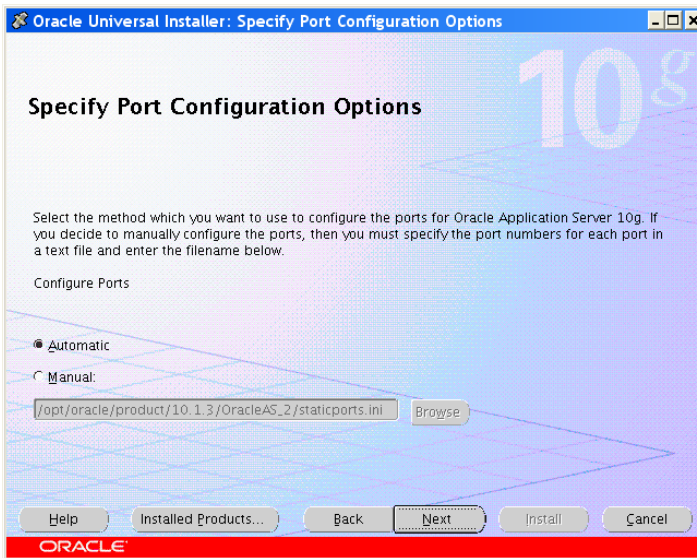 Oracle Universal Installer: Specify Port Configuration Options
10g
Specify Port Configuration Options
Select the method which you want to use to configure the ports for Oracle Application Server 10g. If
you decide to manually configure the ports, then you must specify the port numbers for each port in
a text file and enter the filename below.
Configure Ports
Automatic
Manual:
/opt/oracle/product/10.1.3/OracleAS_2/staticports.ini Browse
Help Installed Products... Back Next Install Cancel
ORACLE